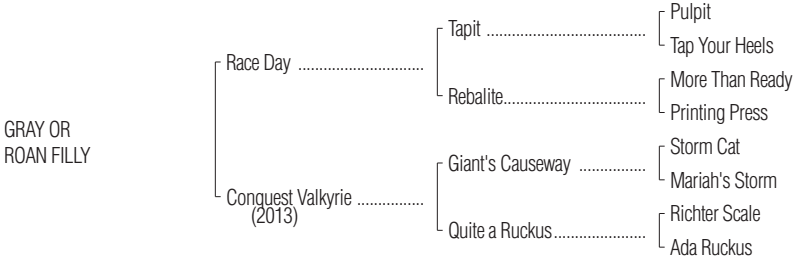 Pulpit
Tapit ......................................
Tap Your Heels
Race Day ..............................
More Than Ready
Rebalite..................................
Printing Press
GRAY OR
ROAN FILLY
Storm Cat
Giant's Causeway ................
Mariah's Storm
Conquest Valkyrie ................
(2013)
Richter Scale
Quite a Ruckus......................
Ada Ruckus